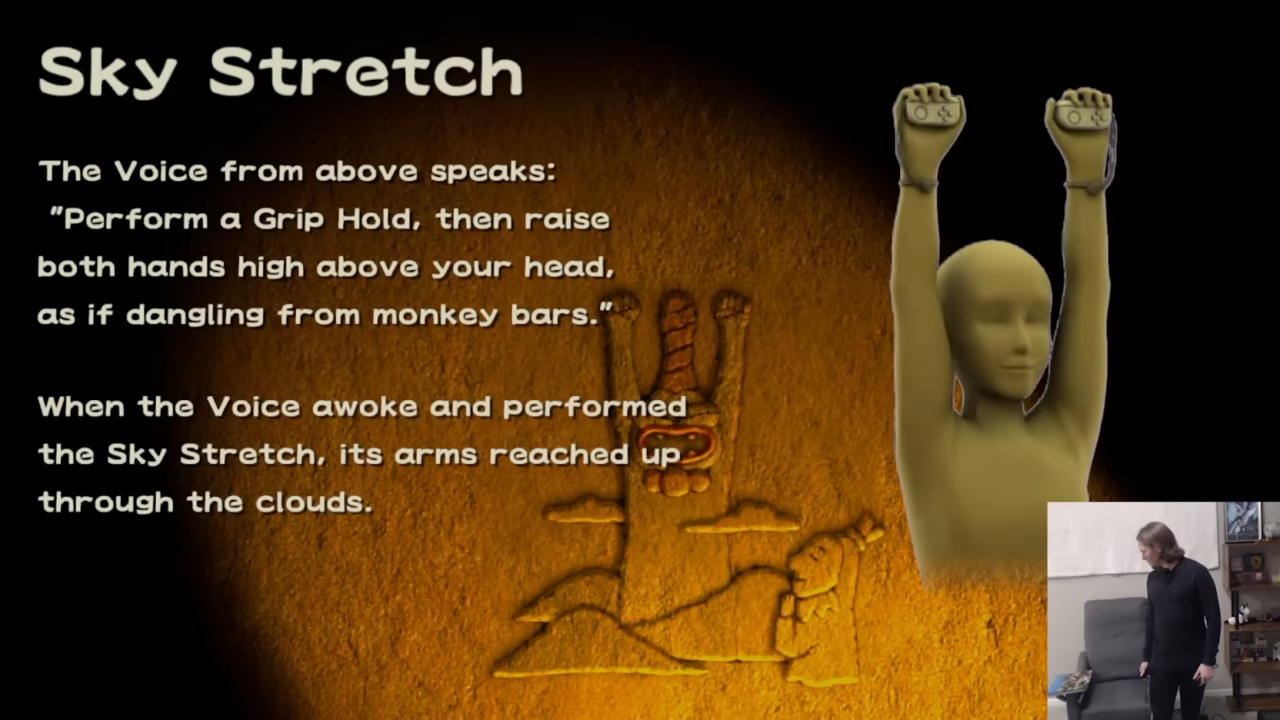 Sky Stretch
The Voice from above speaks:
"Perform a Grip Hold, then raise
both hands high above your head,
as if dangling from monkey bars."
When the Voice awoke and performed
the Sky Stretch, its arms reached up
through the clouds.